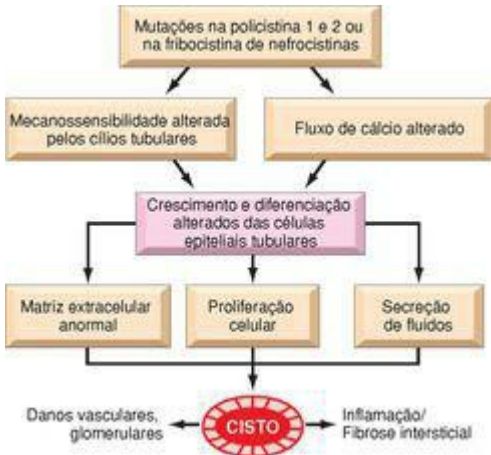 Mutações na policistina 1 e 2 ou
na fribocistina de nefrocistinas
Mecanossensibilidade alterada
pelos cílios tubulares
Fluxo de cálcio alterado
Crescimento e diferenciação
alterados das células
epiteliais tubulares
Matriz extracelular
anormal
Proliferação
celular
Secreção
de fluidos
Danos vasculares,
glomerulares
CISTO
Inflamação/
Fibrose intersticial